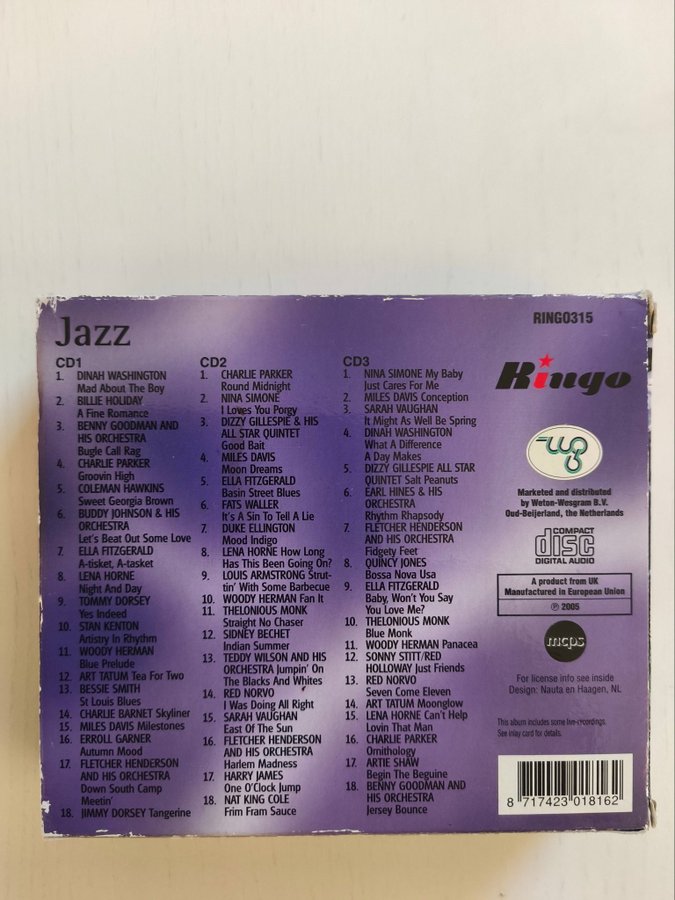 Jazz
CD1
1. DINAH WASHINGTON
Mad About The Boy
2. BILLIE HOLIDAY
A Fine Romance
3. BENNY GOODMAN AND
HIS ORCHESTRA
Bugle Call Rag
4. CHARLIE PARKER
Groovin High
5. COLEMAN HAWKINS
Sweet Georgia Brown
6. BUDDY JOHNSON & HIS
ORCHESTRA
Let's Beat Out Some Love
7. ELLA FITZGERALD
A-tisket, A-tasket
8. LENA HORNE
Night And Day
9. TOMMY DORSEY
Yes Indeed
10. STAN KENTON
Artistry In Rhythm
11. WOODY HERMAN
Blue Prelude
12. ART TATUM Tea For Two
13. BESSIE SMITH
St Louis Blues
14. CHARLIE BARNET Skyliner
15. MILES DAVIS Milestones
16. ERROLL GARNER
Autumn Mood
17. FLETCHER HENDERSON
AND HIS ORCHESTRA
Down South Camp
Meetin'
18. JIMMY DORSEY Tangerine
CD2
1. CHARLIE PARKER
Round Midnight
2. NINA SIMONE
I Loves You Porgy
3. DIZZY GILLESPIE & HIS
ALL STAR QUINTET
Good Bait
4. MILES DAVIS
Moon Dreams
5. ELLA FITZGERALD
Basin Street Blues
6. FATS WALLER
It's A Sin To Tell A Lie
7. DUKE ELLINGTON
Mood Indigo
8. LENA HORNE How Long
Has This Been Going On?
9. LOUIS ARMSTRONG Strut-
tin' With Some Barbecue
10. WOODY HERMAN Fan It
11. THELONIOUS MONK
Straight No Chaser
12. SIDNEY BECHET
Indian Summer
13. TEDDY WILSON AND HIS
ORCHESTRA Jumpin' On
The Blacks And Whites
14. RED NORVO
I Was Doing All Right
15. SARAH VAUGHAN
East Of The Sun
16. FLETCHER HENDERSON
AND HIS ORCHESTRA
Harlem Madness
17. HARRY JAMES
One O'Clock Jump
18. NAT KING COLE
Frim Fram Sauce
CD3
1. NINA SIMONE My Baby
Just Cares For Me
2. MILES DAVIS Conception
3. SARAH VAUGHAN
It Might As Well Be Spring
4. DINAH WASHINGTON
What A Difference
A Day Makes
5. DIZZY GILLESPIE ALL STAR
QUINTET Salt Peanuts
6. EARL HINES & HIS
ORCHESTRA
Rhythm Rhapsody
7. FLETCHER HENDERSON
AND HIS ORCHESTRA
Fidgety Feet
8. QUINCY JONES
Bossa Nova Usa
9. ELLA FITZGERALD
Baby, Won't You Say
You Love Me?
10. THELONIOUS MONK
Blue Monk
11. WOODY HERMAN Panacea
12. SONNY STITT/RED
HOLLOWAY Just Friends
13. RED NORVO
Seven Come Eleven
14. ART TATUM Moonglow
15. LENA HORNE Can't Help
Lovin That Man
16. CHARLIE PARKER
Ornithology
17. ARTIE SHAW
Begin The Beguine
18. BENNY GOODMAN AND
HIS ORCHESTRA
Jersey Bounce
RINGO315
Ringo
Marketed and distributed
by Weton-Wesgram B.V.
Oud-Beijerland, the Netherlands
COMPACT
disc
DIGITAL AUDIO
A product from UK
Manufactured in European Union
℗ 2005
mcps
For license info see inside
Design: Nauta en Haagen, NL
This album includes some live-recordings.
See inlay card for details.
8 717423 018162